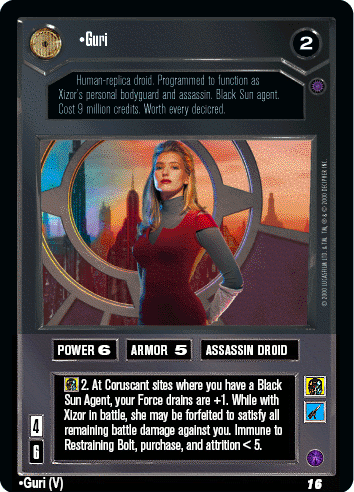 •Guri
2
Human-replica droid. Programmed to function as
Xizor's personal bodyguard and assassin. Black Sun agent.
Cost 9 million credits. Worth every decicred.
POWER 6 ARMOR 5 ASSASSIN DROID
2. At Coruscant sites where you have a Black
Sun Agent, your Force drains are +1. While with
Xizor in battle, she may be forfeited to satisfy all
remaining battle damage against you. Immune to
Restraining Bolt, purchase, and attrition < 5.
4
6
•Guri (V)
16